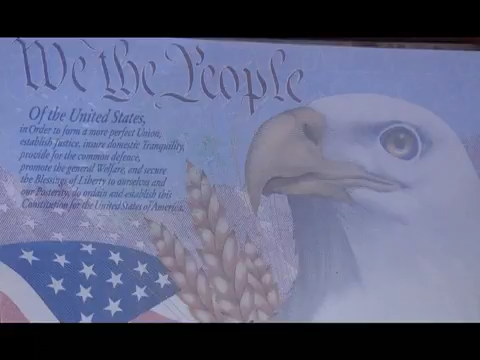 We the People
Of the United States,
in Order to form a more perfect Union,
establish Justice, insure domestic Tranquility,
provide for the common defence,
promote the general Welfare, and secure
the Blessings of Liberty to ourselves and
our Posterity, do ordain and establish this
Constitution for the United States of America.